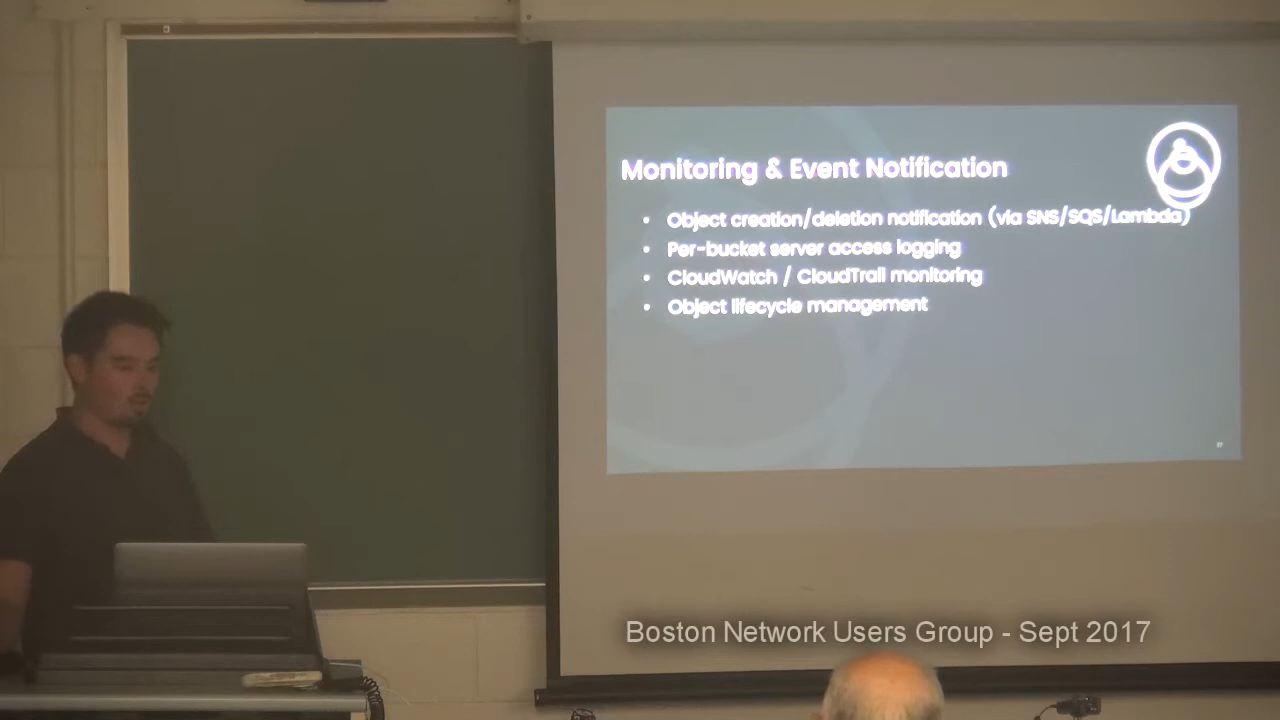 Monitoring & Event Notification
• Object creation/deletion notification (via SNS/SQS/Lambda)
• Per-bucket server access logging
• CloudWatch / CloudTrail monitoring
• Object lifecycle management
Boston Network Users Group - Sept 2017